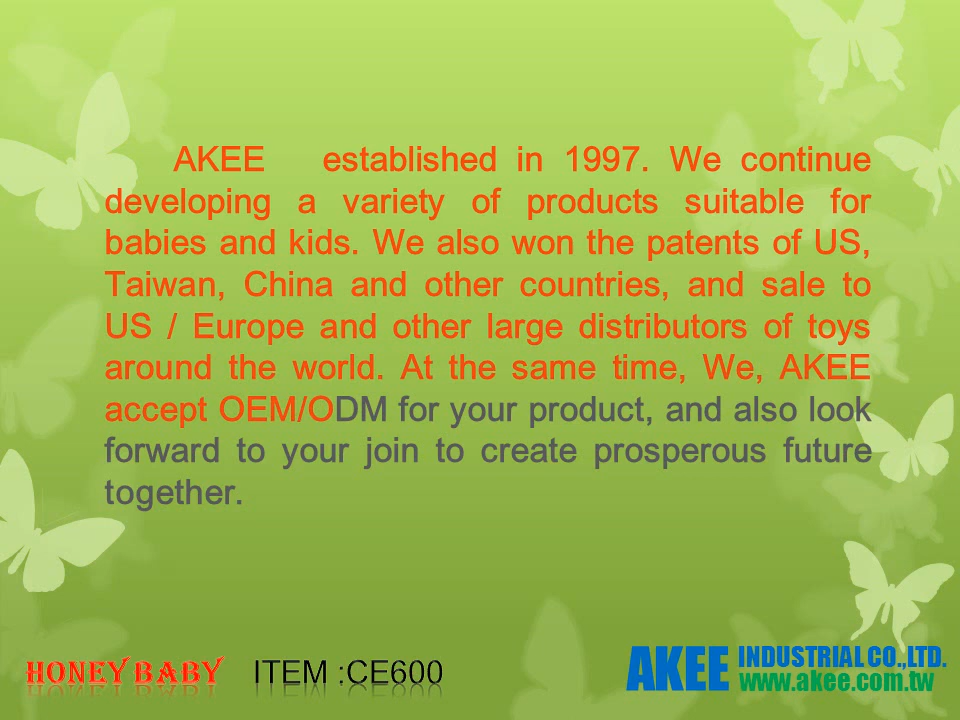 AKEE established in 1997. We continue
developing a variety of products suitable for
babies and kids. We also won the patents of US,
Taiwan, China and other countries, and sale to
US / Europe and other large distributors of toys
around the world. At the same time, We, AKEE
accept OEM/ODM for your product, and also look
forward to your join to create prosperous future
together.
HONEY BABY ITEM :CE600
AKEE INDUSTRIAL CO.,LTD.
www.akee.com.tw